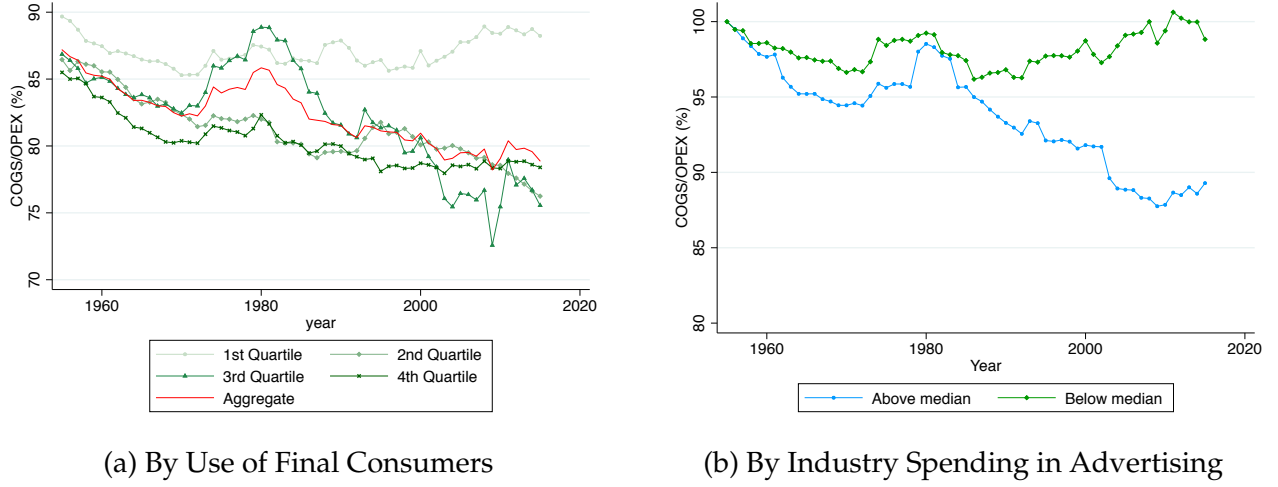 90
85
80
75
70
COGS/OPEX (%)
1960
1980
2000
2020
year
1st Quartile
2nd Quartile
3rd Quartile
4th Quartile
Aggregate
(a) By Use of Final Consumers
100
95
90
85
80
COGS/OPEX (%)
1960
1980
2000
2020
Year
Above median
Below median
(b) By Industry Spending in Advertising